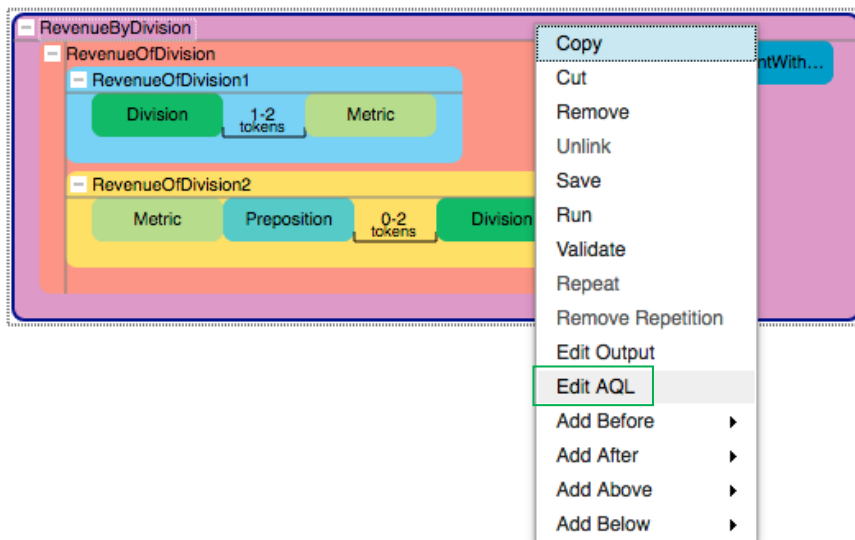 RevenueByDivision
RevenueOfDivision
RevenueOfDivision1
Division
1-2
tokens
Metric
RevenueOfDivision2
Metric
Preposition
0-2
tokens
Division
ntWith...
Copy
Cut
Remove
Unlink
Save
Run
Validate
Repeat
Remove Repetition
Edit Output
Edit AQL
Add Before
Add After
Add Above
Add Below